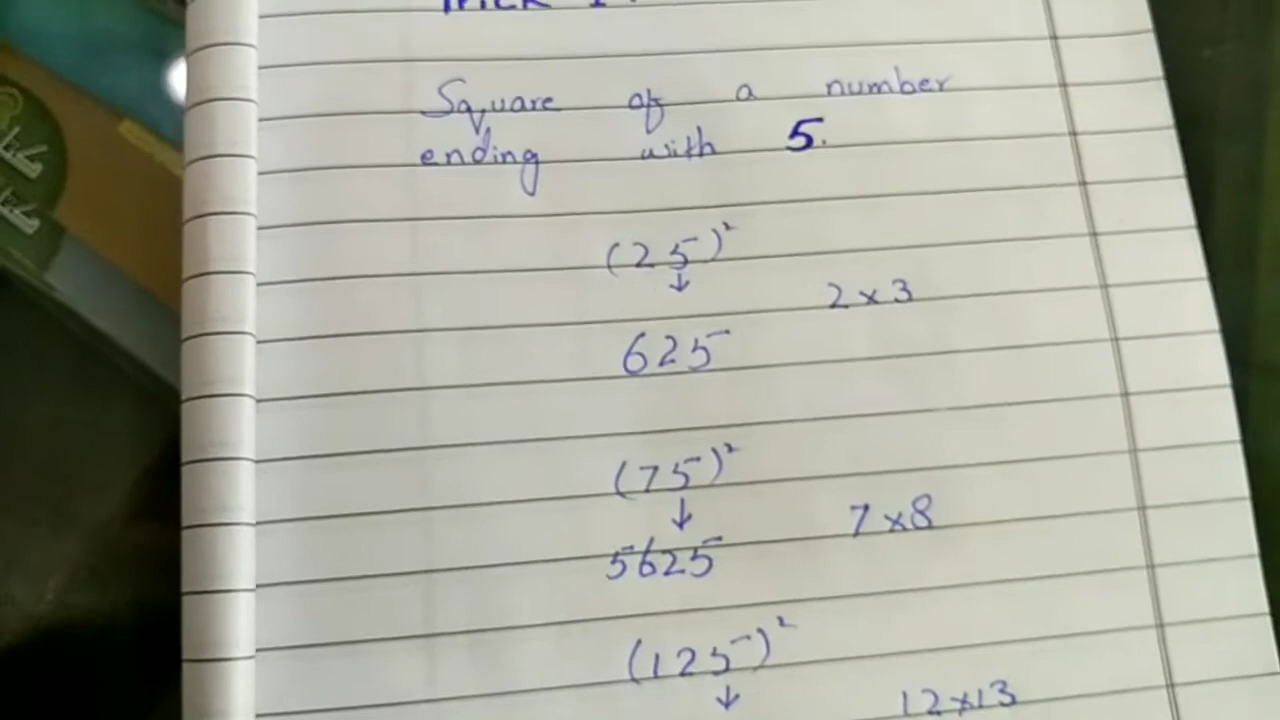 Square of a number
ending with 5.
(25)²
↓
2 x 3
625
(75)²
↓
7 x 8
5625
(125)²
↓
12 x 13